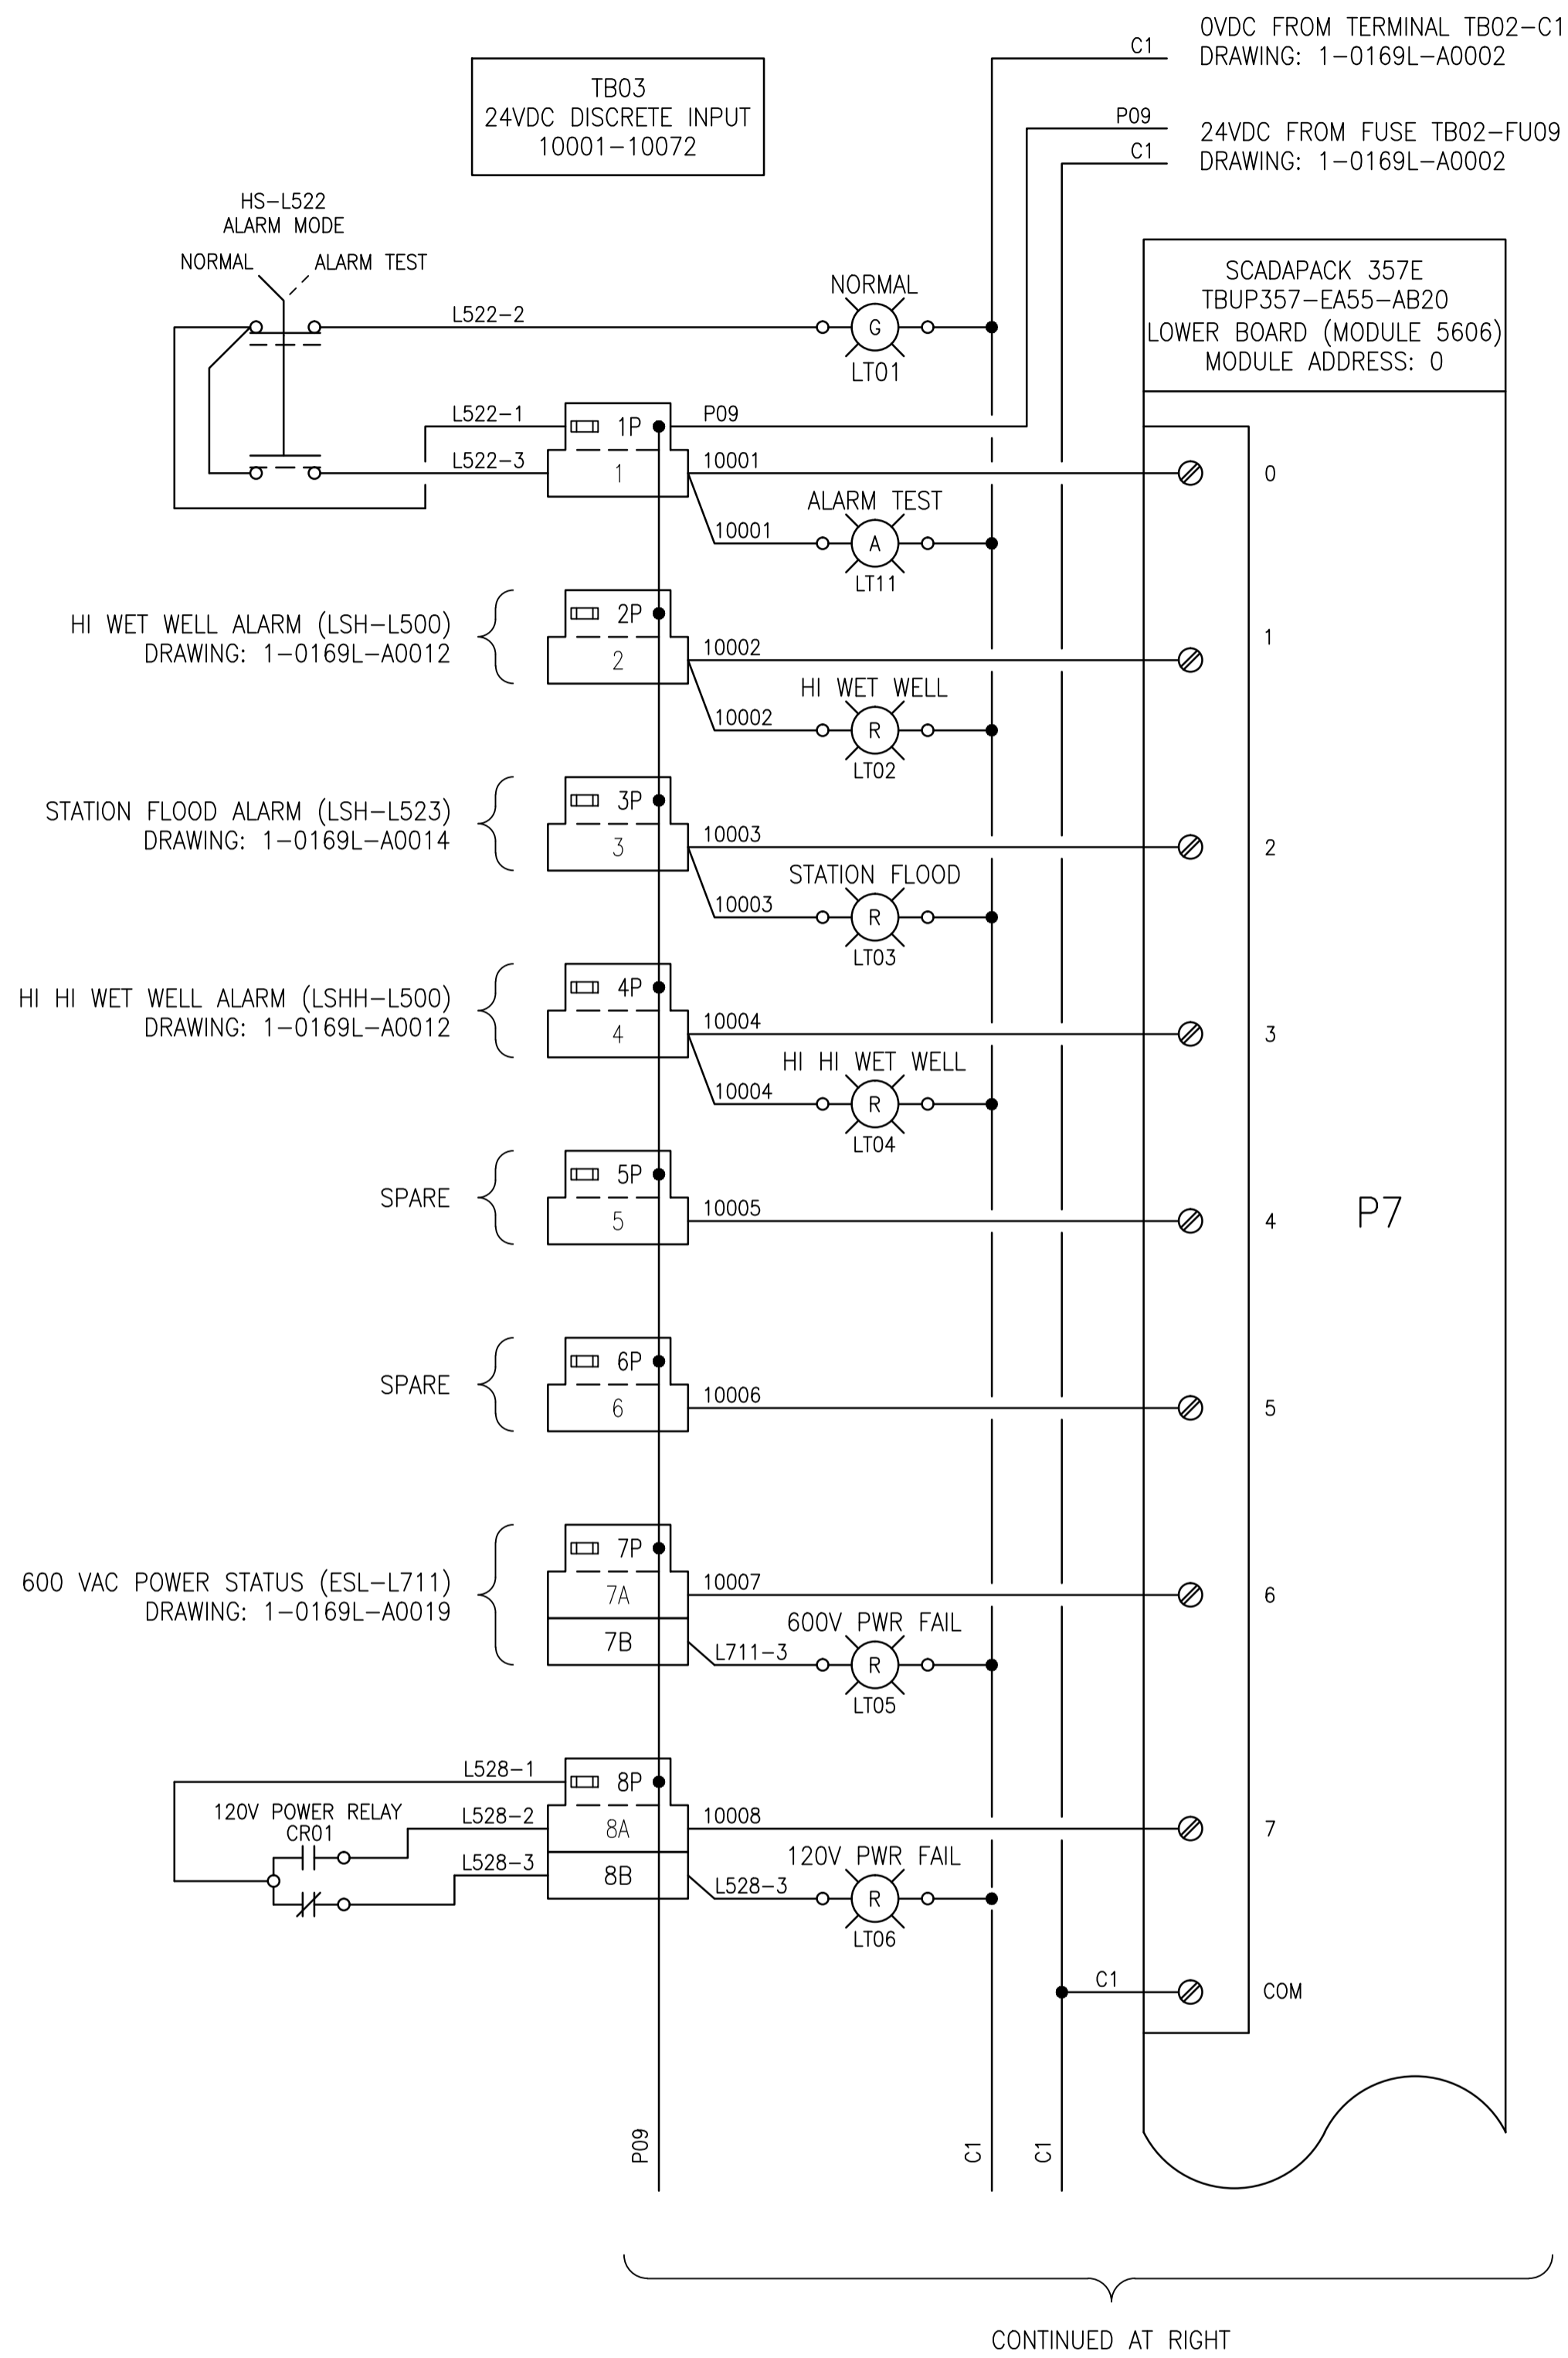 0VDC FROM TERMINAL TB02-C1
C1
DRAWING: 1-0169L-A0002
TB03
24VDC DISCRETE INPUT
10001-10072
P09
24VDC FROM FUSE TB02-FU09
C1
DRAWING: 1-0169L-A0002
HS-L522
ALARM MODE
NORMAL
ALARM TEST
SCADAPACK 357E
TBUP357-EA55-AB20
LOWER BOARD (MODULE 5606)
MODULE ADDRESS: 0
L522-2
NORMAL
G
LT01
L522-1
1P
P09
L522-3
1
10001
0
ALARM TEST
10001
A
LT11
HI WET WELL ALARM (LSH-L500)
DRAWING: 1-0169L-A0012
2P
2
10002
1
HI WET WELL
10002
R
LT02
STATION FLOOD ALARM (LSH-L523)
DRAWING: 1-0169L-A0014
3P
3
10003
2
STATION FLOOD
10003
R
LT03
HI HI WET WELL ALARM (LSHH-L500)
DRAWING: 1-0169L-A0012
4P
4
10004
3
HI HI WET WELL
10004
R
LT04
SPARE
5P
5
10005
4
P7
SPARE
6P
6
10006
5
600 VAC POWER STATUS (ESL-L711)
DRAWING: 1-0169L-A0019
7P
7A
10007
6
7B
600V PWR FAIL
L711-3
R
LT05
L528-1
8P
120V POWER RELAY
CR01
L528-2
8A
10008
7
L528-3
8B
120V PWR FAIL
L528-3
R
LT06
C1
COM
P09
C1
C1
CONTINUED AT RIGHT